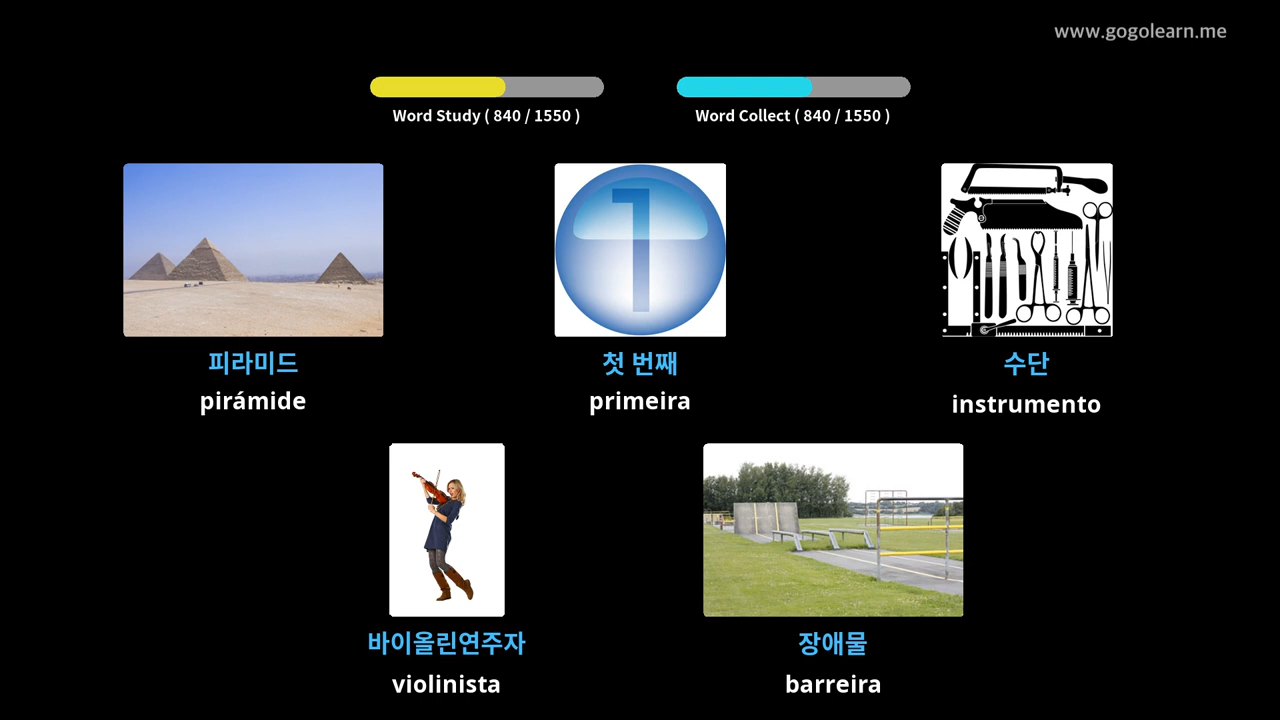 www.gogolearn.me
Word Study ( 840 / 1550 )
Word Collect ( 840 / 1550 )
1
피라미드
pirámide
첫 번째
primeira
수단
instrumento
바이올린연주자
violinista
장애물
barreira